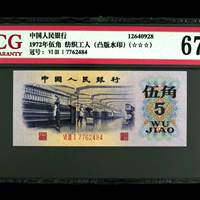 CG
WARRANTY
中国人民银行 12640928
1972年伍角 纺织工人 (凸版水印) (☆☆☆)
冠号: VI III I 7762484
67
中国人民银行
伍角
5
WU
JIAO
VI III I 7762484